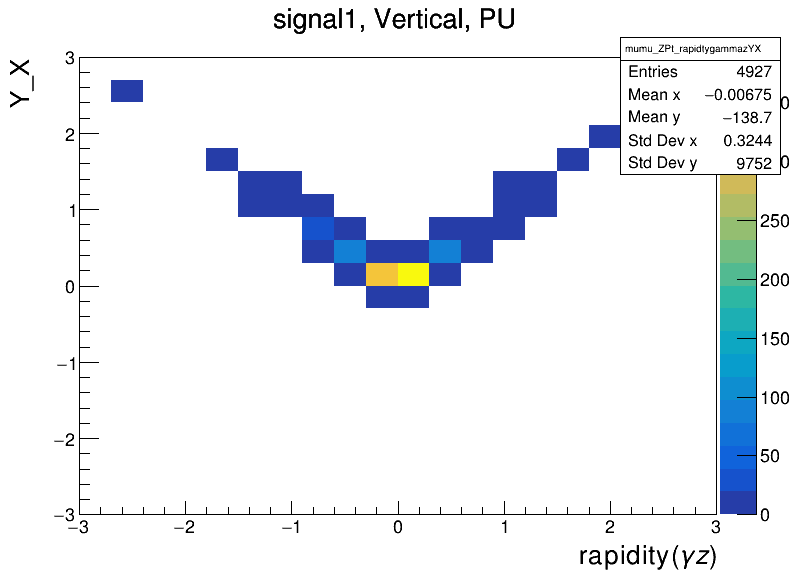 signal1, Vertical, PU
Y_X
mumu_ZPt_rapidtygammazYX
Entries 4927
Mean x −0.00675
Mean y −138.7
Std Dev x 0.3244
Std Dev y 9752
3
2
1
0
−1
−2
−3
−3 −2 −1 0 1 2 3
rapidity(γz)
250
200
150
100
50
0